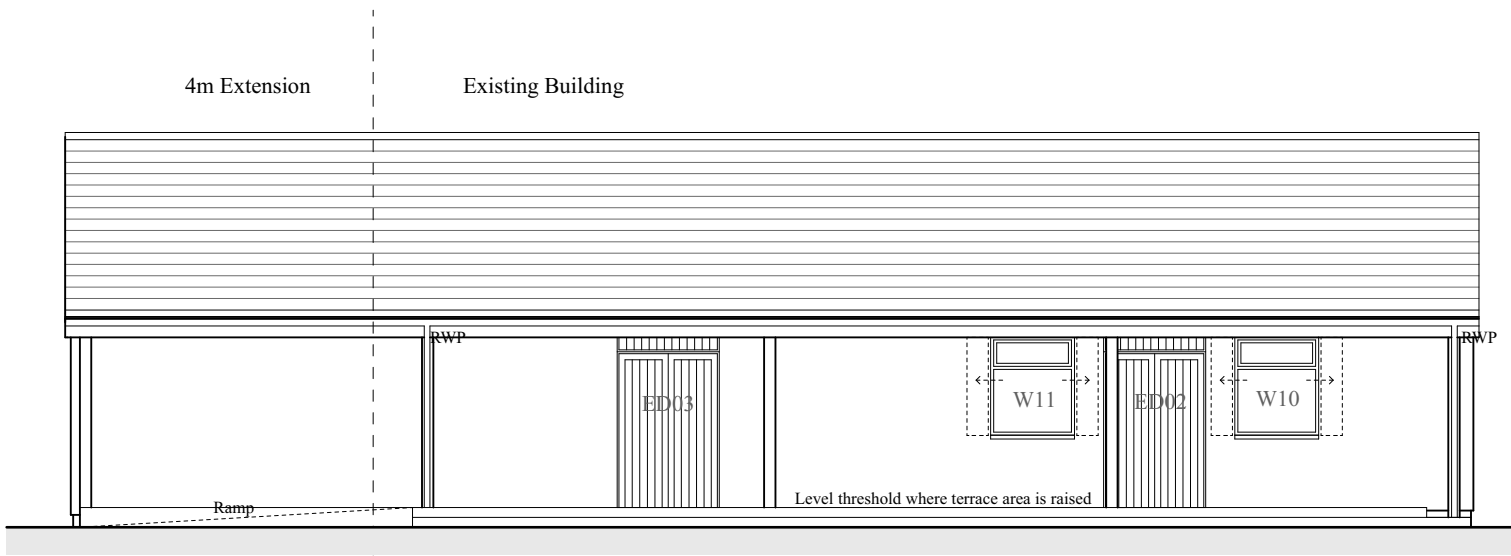 4m Extension
Existing Building
RWP
RWP
ED03
W11
ED02
W10
Level threshold where terrace area is raised
Ramp